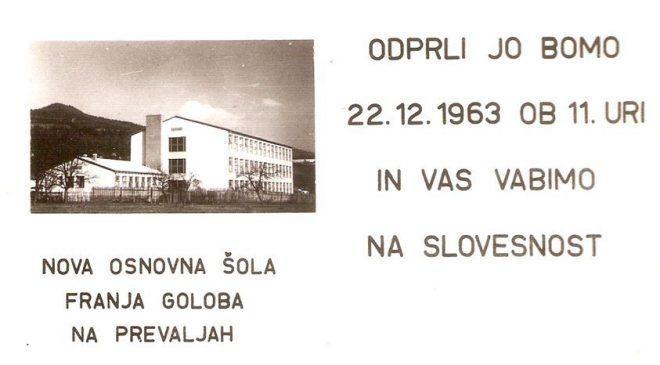 NOVA OSNOVNA ŠOLA
FRANJA GOLOBA
NA PREVALJAH
ODPRLI JO BOMO
22.12.1963 OB 11. URI
IN VAS VABIMO
NA SLOVESNOST